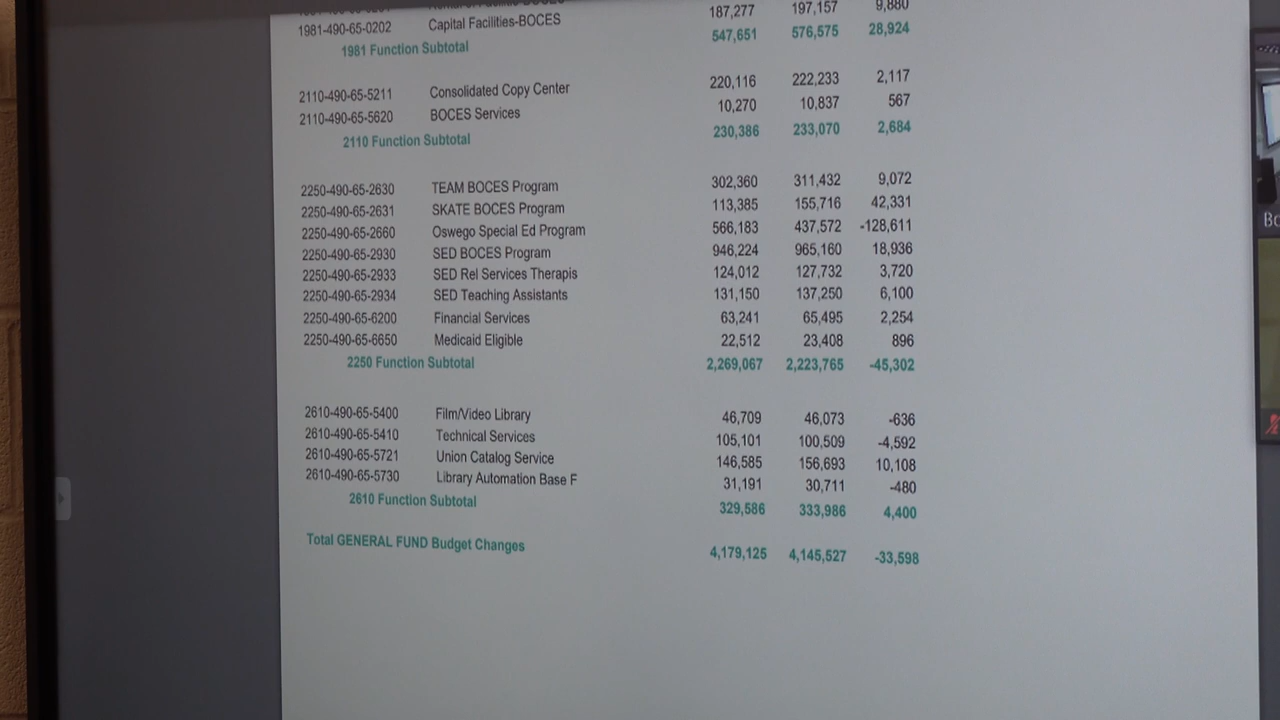 1981-490-65-0202 Capital Facilities-BOCES 187,277 197,157 9,880
1981 Function Subtotal 547,651 576,575 28,924
2110-490-65-5211 Consolidated Copy Center 220,116 222,233 2,117
2110-490-65-5620 BOCES Services 10,270 10,837 567
2110 Function Subtotal 230,386 233,070 2,684
2250-490-65-2630 TEAM BOCES Program 302,360 311,432 9,072
2250-490-65-2631 SKATE BOCES Program 113,385 155,716 42,331
2250-490-65-2660 Oswego Special Ed Program 566,183 437,572 -128,611
2250-490-65-2930 SED BOCES Program 946,224 965,160 18,936
2250-490-65-2933 SED Rel Services Therapis 124,012 127,732 3,720
2250-490-65-2934 SED Teaching Assistants 131,150 137,250 6,100
2250-490-65-6200 Financial Services 63,241 65,495 2,254
2250-490-65-6650 Medicaid Eligible 22,512 23,408 896
2250 Function Subtotal 2,269,067 2,223,765 -45,302
2610-490-65-5400 Film/Video Library 46,709 46,073 -636
2610-490-65-5410 Technical Services 105,101 100,509 -4,592
2610-490-65-5721 Union Catalog Service 146,585 156,693 10,108
2610-490-65-5730 Library Automation Base F 31,191 30,711 -480
2610 Function Subtotal 329,586 333,986 4,400
Total GENERAL FUND Budget Changes 4,179,125 4,145,527 -33,598